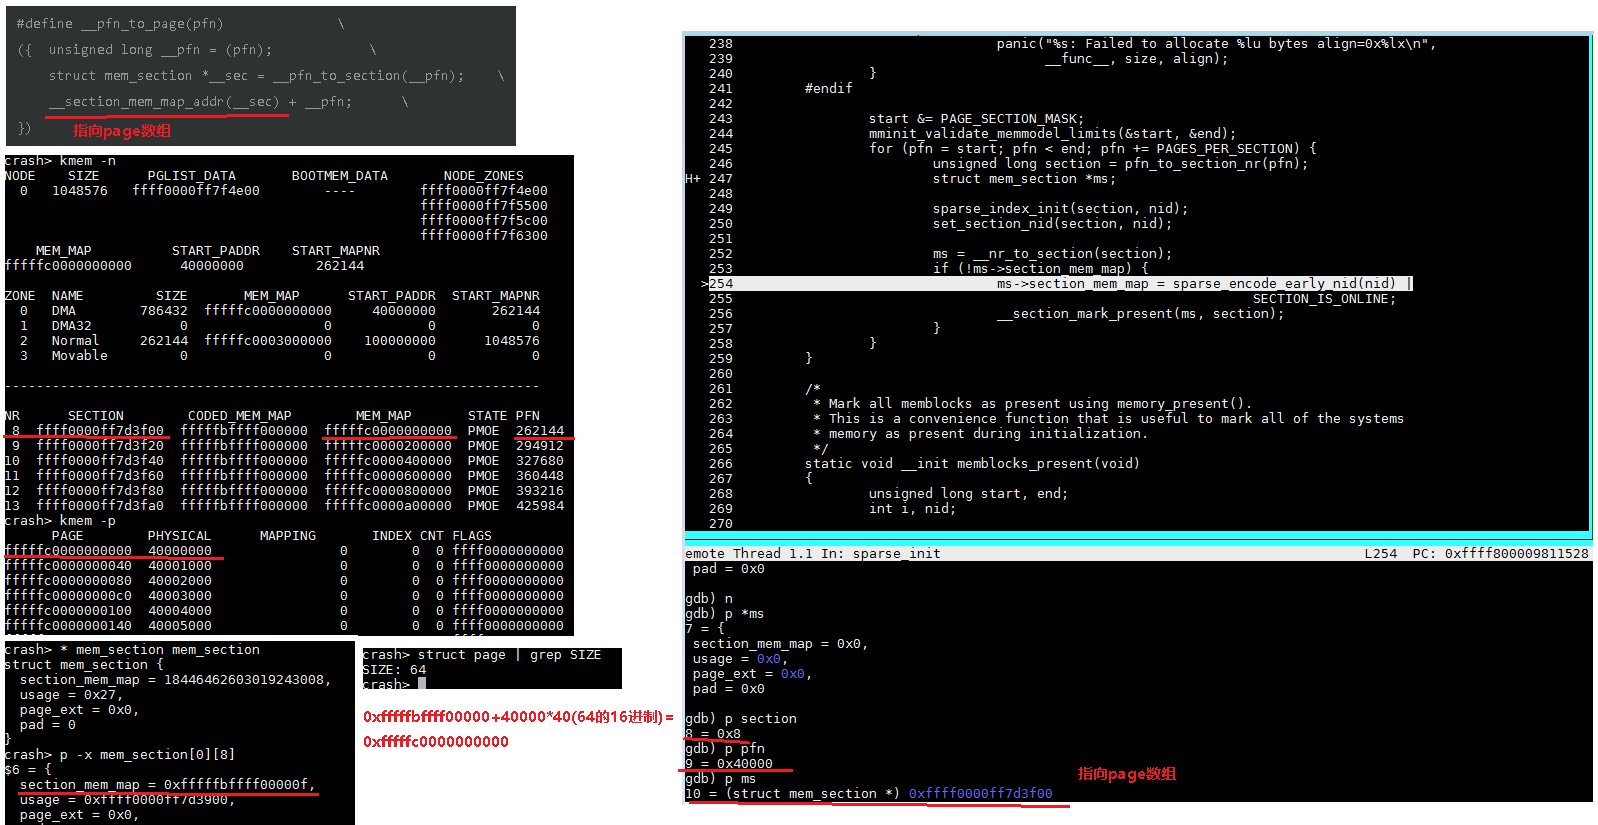 #define __pfn_to_page(pfn) \
({ unsigned long __pfn = (pfn); \
struct mem_section *__sec = __pfn_to_section(__pfn); \
__section_mem_map_addr(__sec) + __pfn; \
})
指向page数组
crash> kmem -n
NODE SIZE PGLIST_DATA BOOTMEM_DATA NODE_ZONES
0 1048576 ffff0000ff7f4e00 ---- ffff0000ff7f4e00
ffff0000ff7f5500
ffff0000ff7f5c00
ffff0000ff7f6300
MEM_MAP START_PADDR START_MAPNR
fffffc0000000000 40000000 262144
ZONE NAME SIZE MEM_MAP START_PADDR START_MAPNR
0 DMA 786432 fffffc0000000000 40000000 262144
1 DMA32 0 0 0 0
2 Normal 262144 fffffc0003000000 100000000 1048576
3 Movable 0 0 0 0
-------------------------------------------------------------------
NR SECTION CODED_MEM_MAP MEM_MAP STATE PFN
8 ffff0000ff7d3f00 fffffbffff000000 fffffc0000000000 PMOE 262144
9 ffff0000ff7d3f20 fffffbffff000000 fffffc0000200000 PMOE 294912
10 ffff0000ff7d3f40 fffffbffff000000 fffffc0000400000 PMOE 327680
11 ffff0000ff7d3f60 fffffbffff000000 fffffc0000600000 PMOE 360448
12 ffff0000ff7d3f80 fffffbffff000000 fffffc0000800000 PMOE 393216
13 ffff0000ff7d3fa0 fffffbffff000000 fffffc0000a00000 PMOE 425984
crash> kmem -p
PAGE PHYSICAL MAPPING INDEX CNT FLAGS
fffffc0000000000 40000000 0 0 0 ffff0000000000
fffffc0000000040 40001000 0 0 0 ffff0000000000
fffffc0000000080 40002000 0 0 0 ffff0000000000
fffffc00000000c0 40003000 0 0 0 ffff0000000000
fffffc0000000100 40004000 0 0 0 ffff0000000000
fffffc0000000140 40005000 0 0 0 ffff0000000000
crash> * mem_section mem_section
struct mem_section {
section_mem_map = 18446462603019243008,
usage = 0x27,
page_ext = 0x0,
pad = 0
}
crash> p -x mem_section[0][8]
$6 = {
section_mem_map = 0xfffffbffff00000f,
usage = 0xffff0000ff7d3900,
page_ext = 0x0,
crash> struct page | grep SIZE
SIZE: 64
crash>
0xfffffbffff00000+40000*40(64的16进制)=
0xfffffc0000000000
238 panic("%s: Failed to allocate %lu bytes align=0x%lx\n",
239 __func__, size, align);
240 }
241 #endif
242
243 start &= PAGE_SECTION_MASK;
244 mminit_validate_memmodel_limits(&start, &end);
245 for (pfn = start; pfn < end; pfn += PAGES_PER_SECTION) {
246 unsigned long section = pfn_to_section_nr(pfn);
H+ 247 struct mem_section *ms;
248
249 sparse_index_init(section, nid);
250 set_section_nid(section, nid);
251
252 ms = __nr_to_section(section);
253 if (!ms->section_mem_map) {
>254 ms->section_mem_map = sparse_encode_early_nid(nid) |
255 SECTION_IS_ONLINE;
256 __section_mark_present(ms, section);
257 }
258 }
259 }
260
261 /*
262 * Mark all memblocks as present using memory_present().
263 * This is a convenience function that is useful to mark all of the systems
264 * memory as present during initialization.
265 */
266 static void __init memblocks_present(void)
267 {
268 unsigned long start, end;
269 int i, nid;
270
emote Thread 1.1 In: sparse_init L254 PC: 0xffff800009811528
pad = 0x0
gdb) n
gdb) p *ms
7 = {
section_mem_map = 0x0,
usage = 0x0,
page_ext = 0x0,
pad = 0x0
gdb) p section
8 = 0x8
gdb) p pfn
9 = 0x40000
gdb) p ms
10 = (struct mem_section *) 0xffff0000ff7d3f00
指向page数组